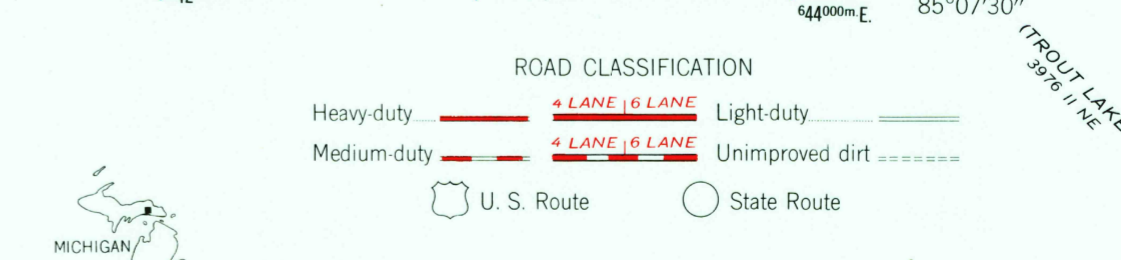 ⁶44⁰⁰⁰ᵐ·E.
85°07'30"
(TROUT LAKE
3976 II NE
ROAD CLASSIFICATION
Heavy-duty
4 LANE 6 LANE
Light-duty
Medium-duty
4 LANE 6 LANE
Unimproved dirt
U. S. Route
State Route
MICHIGAN